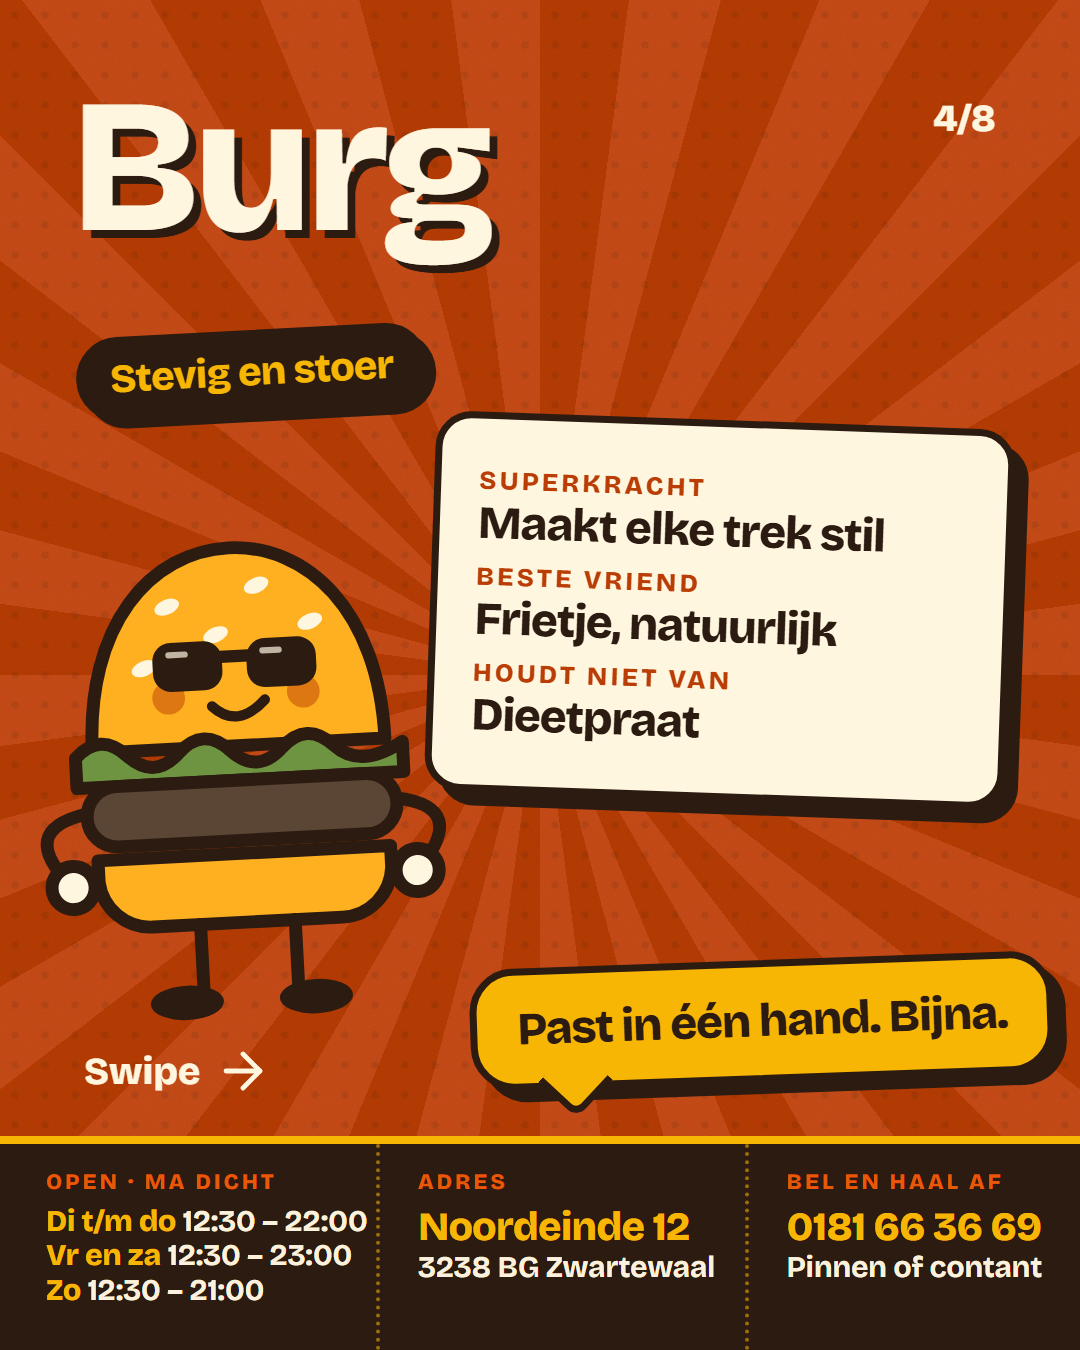 Burg
4/8
Stevig en stoer
SUPERKRACHT
Maakt elke trek stil
BESTE VRIEND
Frietje, natuurlijk
HOUDT NIET VAN
Dieetpraat
Past in één hand. Bijna.
Swipe
OPEN · MA DICHT
Di t/m do 12:30 – 22:00
Vr en za 12:30 – 23:00
Zo 12:30 – 21:00
ADRES
Noordeinde 12
3238 BG Zwartewaal
BEL EN HAAL AF
0181 66 36 69
Pinnen of contant